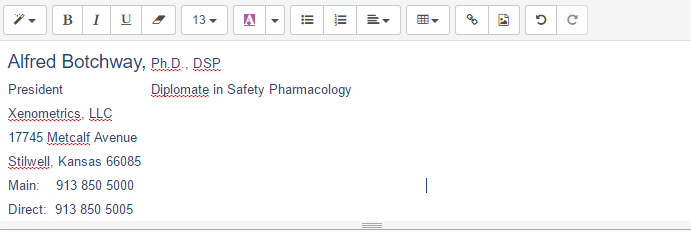 B I U 13 A
Alfred Botchway, Ph.D., DSP
President Diplomate in Safety Pharmacology
Xenometrics, LLC
17745 Metcalf Avenue
Stilwell, Kansas 66085
Main: 913 850 5000
Direct: 913 850 5005